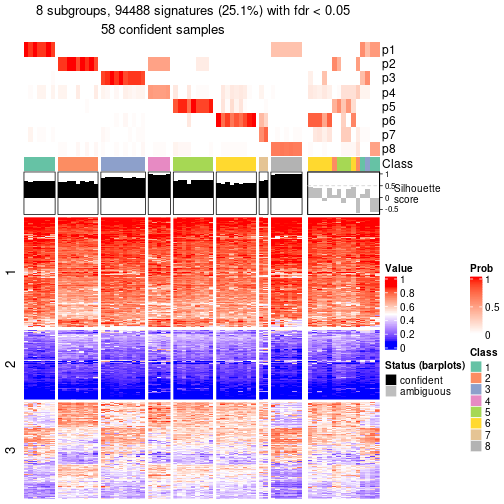 8 subgroups, 94488 signatures (25.1%) with fdr < 0.05
58 confident samples
p1
p2
p3
p4
p5
p6
p7
p8
Class
1
0.5
0
-0.5
Silhouette
score
1
2
3
Value
1
0.8
0.6
0.4
0.2
0
Status (barplots)
confident
ambiguous
Prob
1
0.5
0
Class
1
2
3
4
5
6
7
8